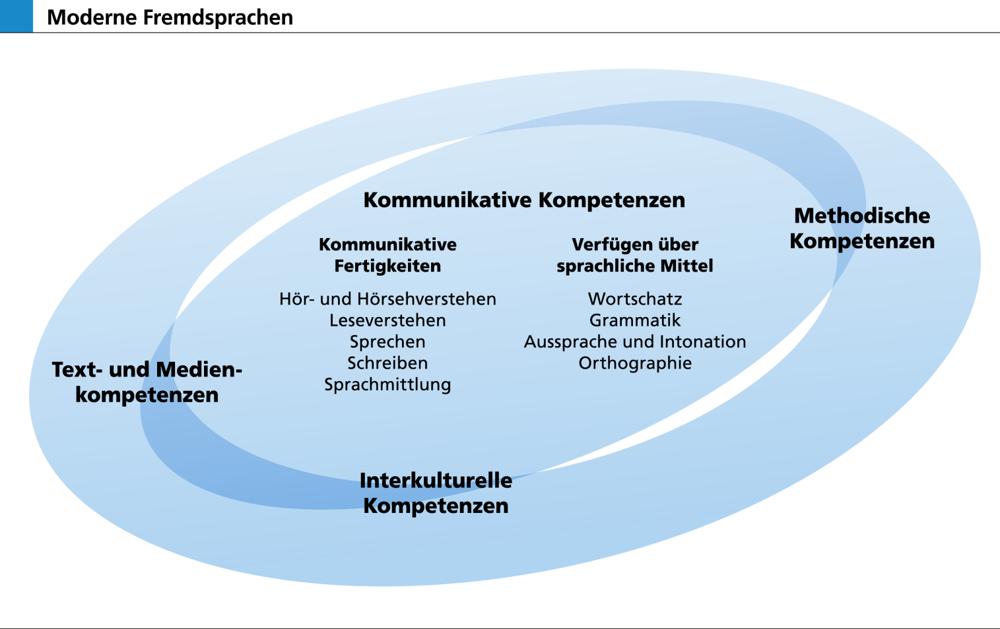 Moderne Fremdsprachen
Kommunikative Kompetenzen
Kommunikative
Fertigkeiten
Hör- und Hörsehverstehen
Leseverstehen
Sprechen
Schreiben
Sprachmittlung
Verfügen über
sprachliche Mittel
Wortschatz
Grammatik
Aussprache und Intonation
Orthographie
Methodische
Kompetenzen
Text- und Medien-
kompetenzen
Interkulturelle
Kompetenzen